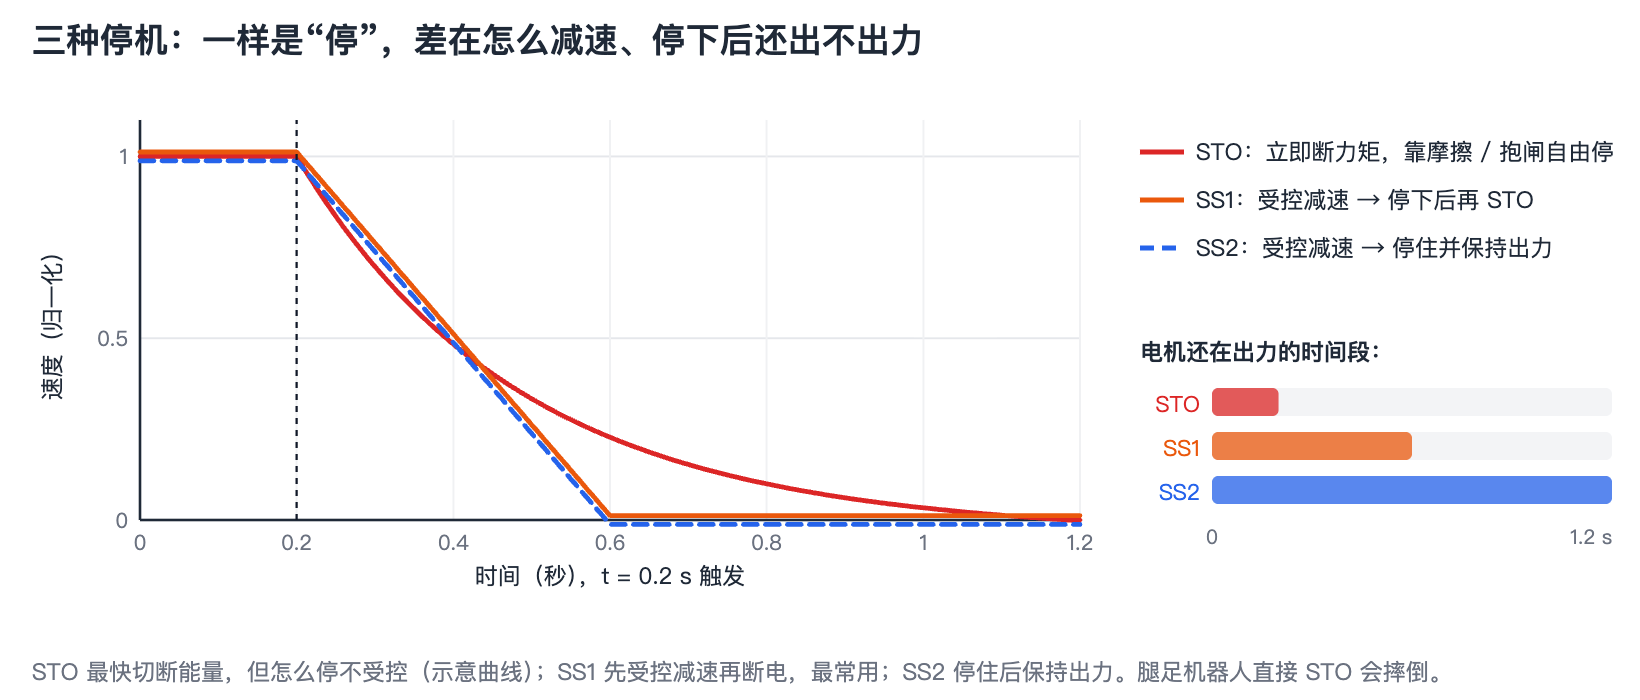 三种停机：一样是“停”，差在怎么减速、停下后还出不出力
STO：立即断力矩，靠摩擦 / 抱闸自由停
SS1：受控减速 → 停下后再 STO
SS2：受控减速 → 停住并保持出力
速度（归一化）
1
0.5
0
0 0.2 0.4 0.6 0.8 1 1.2
时间（秒），t = 0.2 s 触发
电机还在出力的时间段：
STO
SS1
SS2
0 1.2 s
STO 最快切断能量，但怎么停不受控（示意曲线）；SS1 先受控减速再断电，最常用；SS2 停住后保持出力。腿足机器人直接 STO 会摔倒。